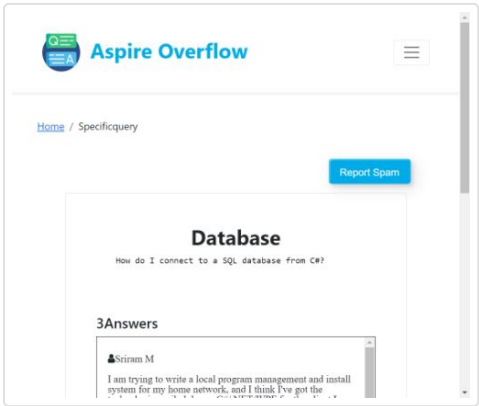 Q
A
Aspire Overflow
Home / Specificquery
Report Spam
Database
How do I connect to a SQL database from C#?
3Answers
Sriram M
I am trying to write a local program management and install
system for my home network, and I think I've got the